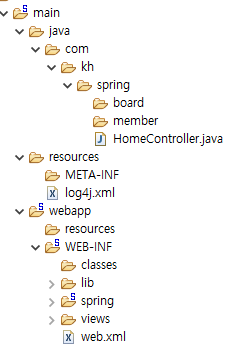 main
java
com
kh
spring
board
member
HomeController.java
resources
META-INF
log4j.xml
webapp
resources
WEB-INF
classes
lib
spring
views
web.xml